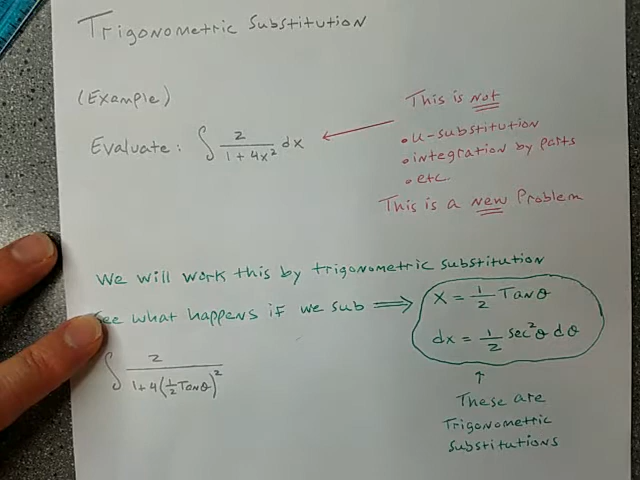 Trigonometric Substitution
(Example)
Evaluate: ∫ 2/(1 + 4x²) dx
This is not
• u-substitution
• integration by parts
• etc.
This is a new Problem
We will work this by trigonometric substitution
See what happens if we sub ⟹
x = 1/2 Tanθ
dx = 1/2 sec²θ dθ
∫ 2/(1 + 4(1/2 Tanθ)²)
↑
These are
Trigonometric
Substitutions